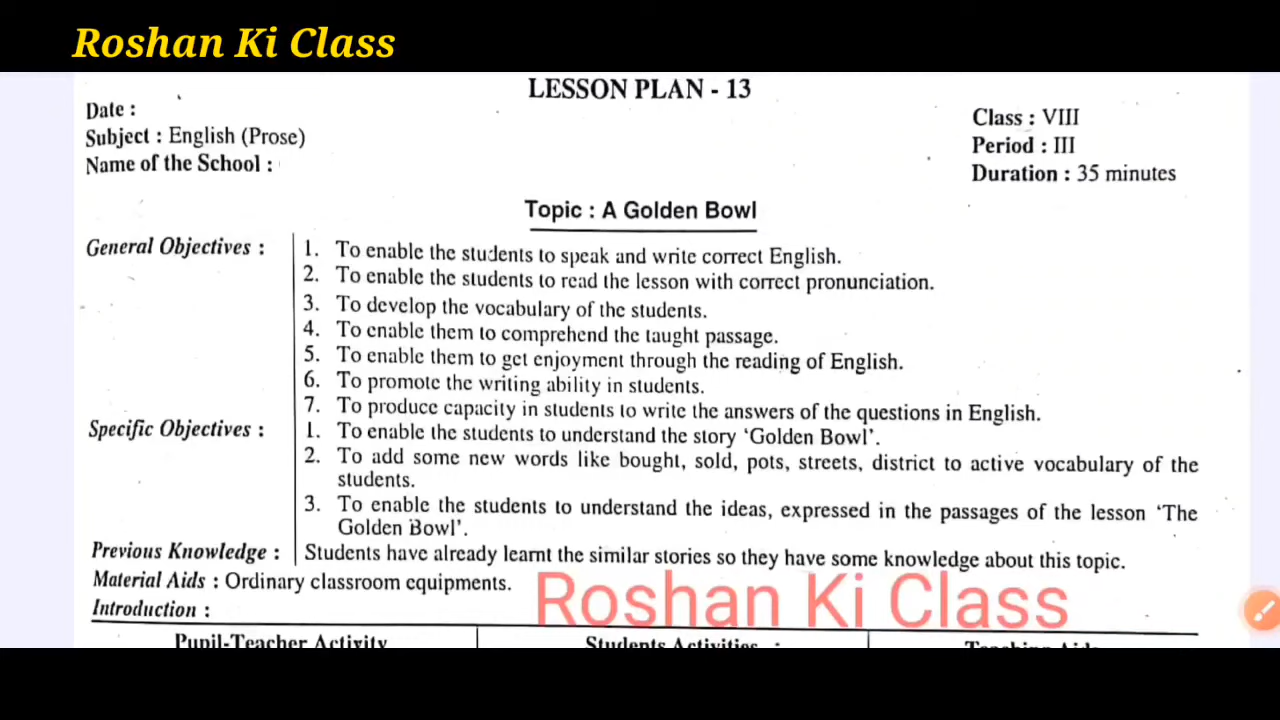 Roshan Ki Class
LESSON PLAN - 13
Date :
Class : VIII
Subject : English (Prose)
Period : III
Name of the School :
Duration : 35 minutes
Topic : A Golden Bowl
General Objectives :
1. To enable the students to speak and write correct English.
2. To enable the students to read the lesson with correct pronunciation.
3. To develop the vocabulary of the students.
4. To enable them to comprehend the taught passage.
5. To enable them to get enjoyment through the reading of English.
6. To promote the writing ability in students.
7. To produce capacity in students to write the answers of the questions in English.
Specific Objectives :
1. To enable the students to understand the story ‘Golden Bowl’.
2. To add some new words like bought, sold, pots, streets, district to active vocabulary of the
students.
3. To enable the students to understand the ideas, expressed in the passages of the lesson ‘The
Golden Bowl’.
Previous Knowledge : Students have already learnt the similar stories so they have some knowledge about this topic.
Material Aids : Ordinary classroom equipments.
Roshan Ki Class
Introduction :
Pupil-Teacher Activity
Students Activities :
Teaching Aids